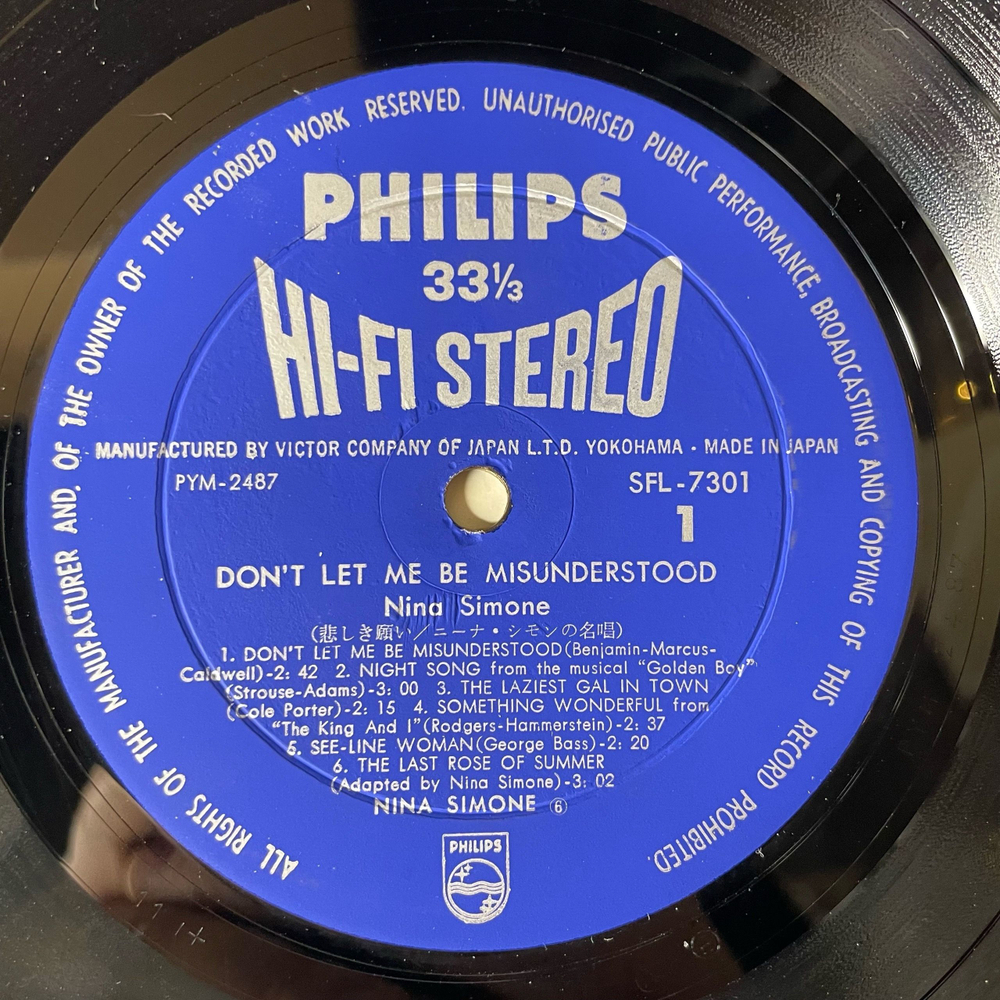 ALL RIGHTS OF THE MANUFACTURER AND, OF THE OWNER OF THE RECORDED WORK RESERVED. UNAUTHORISED PUBLIC PERFORMANCE, BROADCASTING AND COPYING OF THIS RECORD PROHIBITED.
PHILIPS
33⅓
HI-FI STEREO
MANUFACTURED BY VICTOR COMPANY OF JAPAN L.T.D. YOKOHAMA · MADE IN JAPAN
PYM-2487
SFL-7301
1
DON'T LET ME BE MISUNDERSTOOD
Nina Simone
(悲しき願い/ニーナ・シモンの名唱)
1. DON'T LET ME BE MISUNDERSTOOD(Benjamin-Marcus-
Caldwell)-2: 42 2. NIGHT SONG from the musical "Golden Boy"
(Strouse-Adams)-3: 00 3. THE LAZIEST GAL IN TOWN
(Cole Porter)-2: 15 4. SOMETHING WONDERFUL from
"The King And I"(Rodgers-Hammerstein)-2: 37
5. SEE-LINE WOMAN(George Bass)-2: 20
6. THE LAST ROSE OF SUMMER
(Adapted by Nina Simone)-3: 02
NINA SIMONE ⑥
PHILIPS